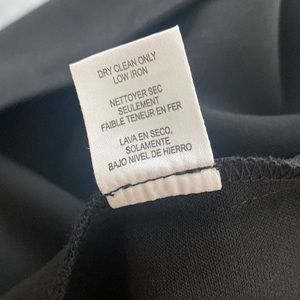 DRY CLEAN ONLY
LOW IRON
NETTOYER SEC
SEULEMENT
FAIBLE TENEUR EN FER
LAVA EN SECO,
SOLAMENTE
BAJO NIVEL DE HIERRO